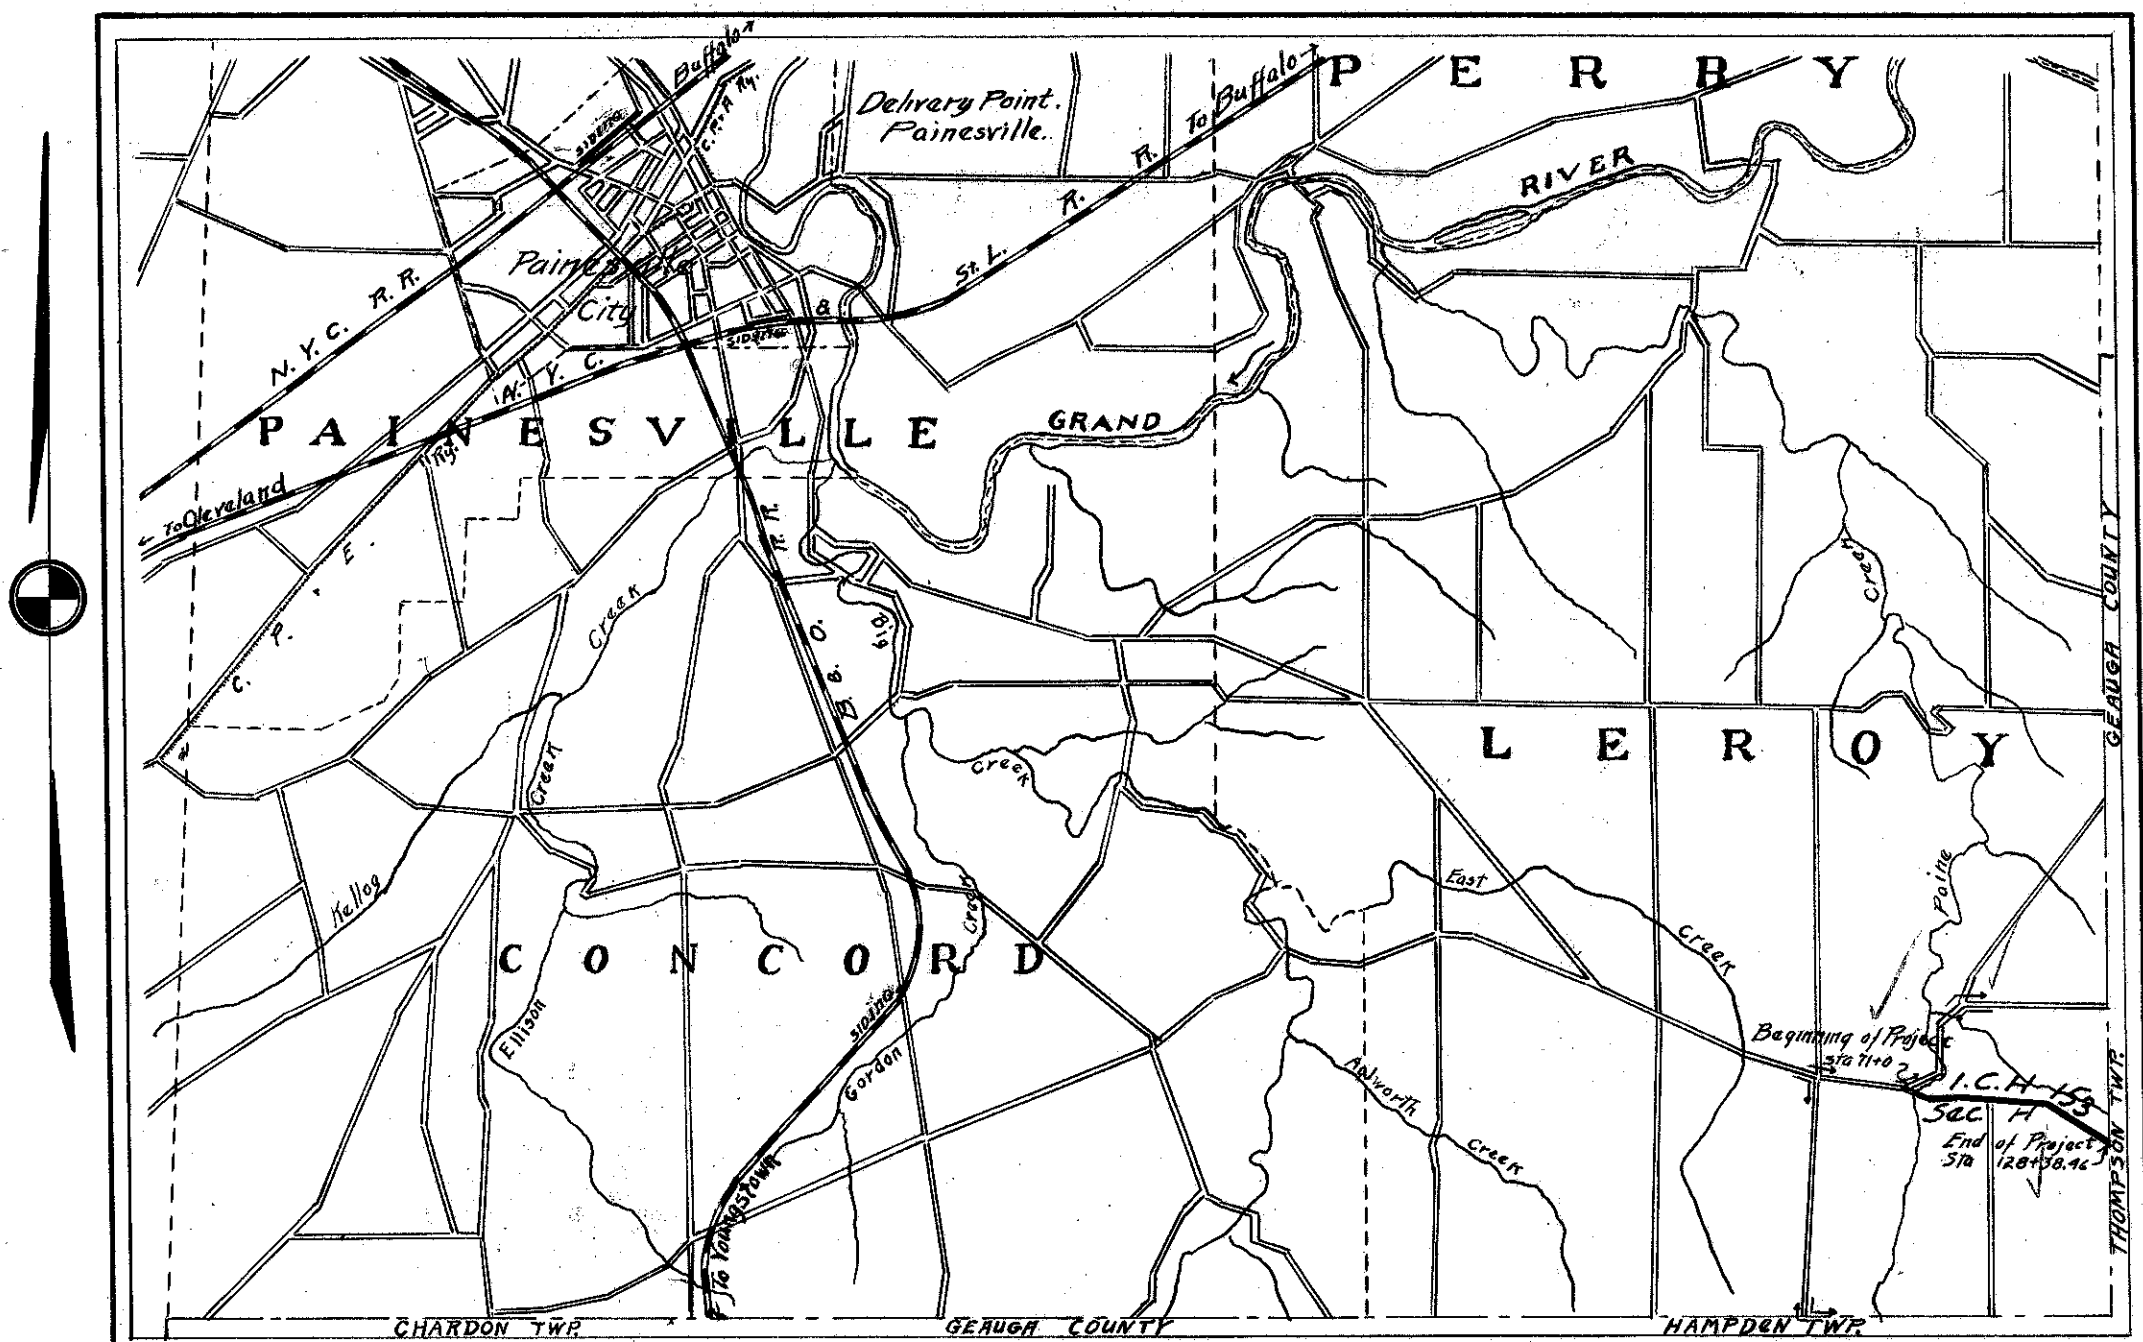 Buffalo
To Buffalo
P E R R Y
C. P. & A Ry.
SIDING
Delivery Point.
Painesville.
RIVER
N. Y. C. R. R.
Painesville
City
St. L. R. R.
&
SIDING
N. Y. C.
P A I N E S V I L L E
GRAND
Ry.
To Cleveland
C. P. E.
R. R.
Creek
Big
B. & O.
Creek
GEAUGA COUNTY
L E R O Y
Creek
Creek
Kellog
Creek
East
Creek
Paine
C O N C O R D
Ellison
SIDING
Gordon
Aylworth
Creek
Beginning of Project
Sta 71+0
I. C. H 153
Sec. H
End of Project
Sta 128+38.46
THOMPSON TWP.
To Youngstown
CHARDON TWP.
GEAUGA COUNTY
HAMPDEN TWP.